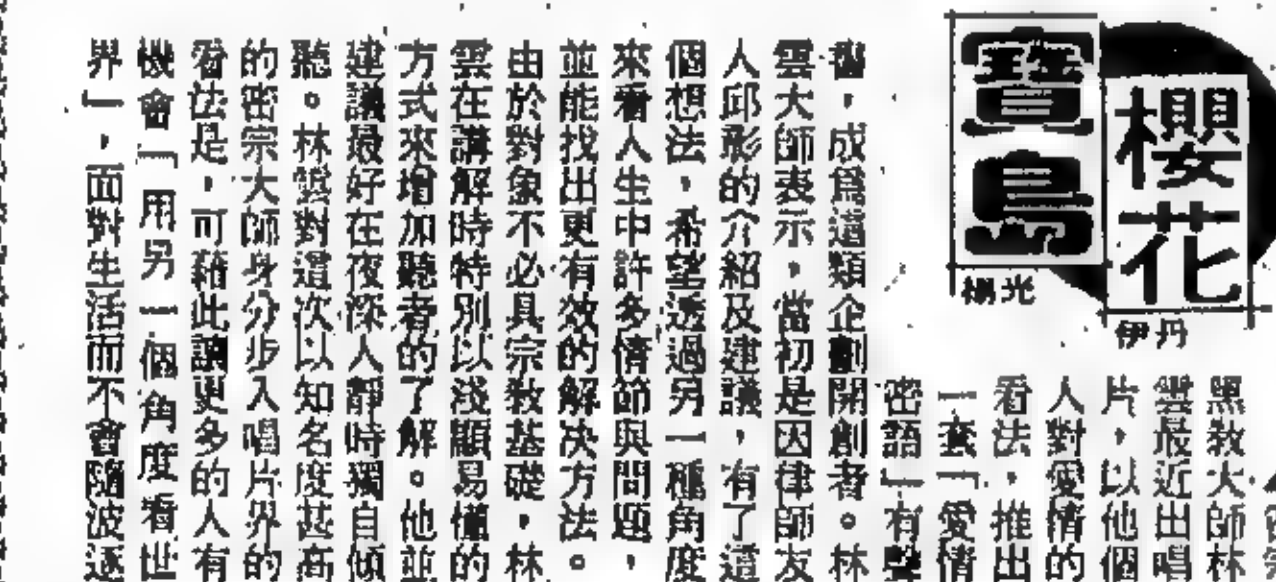 櫻花
伊丹
寶島
楊光
黑教大師林
雲最近出唱
片，以他個
人對愛情的
看法，推出
一套「愛情
密語」有聲
書，成爲這類企劃開創者。林
雲大師表示，當初是因律師友
人邱彰的介紹及建議，有了這
個想法，希望透過另一種角度
來看人生中許多情節與問題，
並能找出更有效的解决方法。
由於對象不必具宗教基礎，林
雲在講解時特別以淺顯易懂的
方式來增加聽者的了解。他並
建議最好在夜深人靜時獨自傾
聽。林雲對這次以知名度甚高
的密宗大師身分步入唱片界的
看法是，可藉此讓更多的人有
機會「用另一個角度看世
界」，面對生活而不會隨波逐